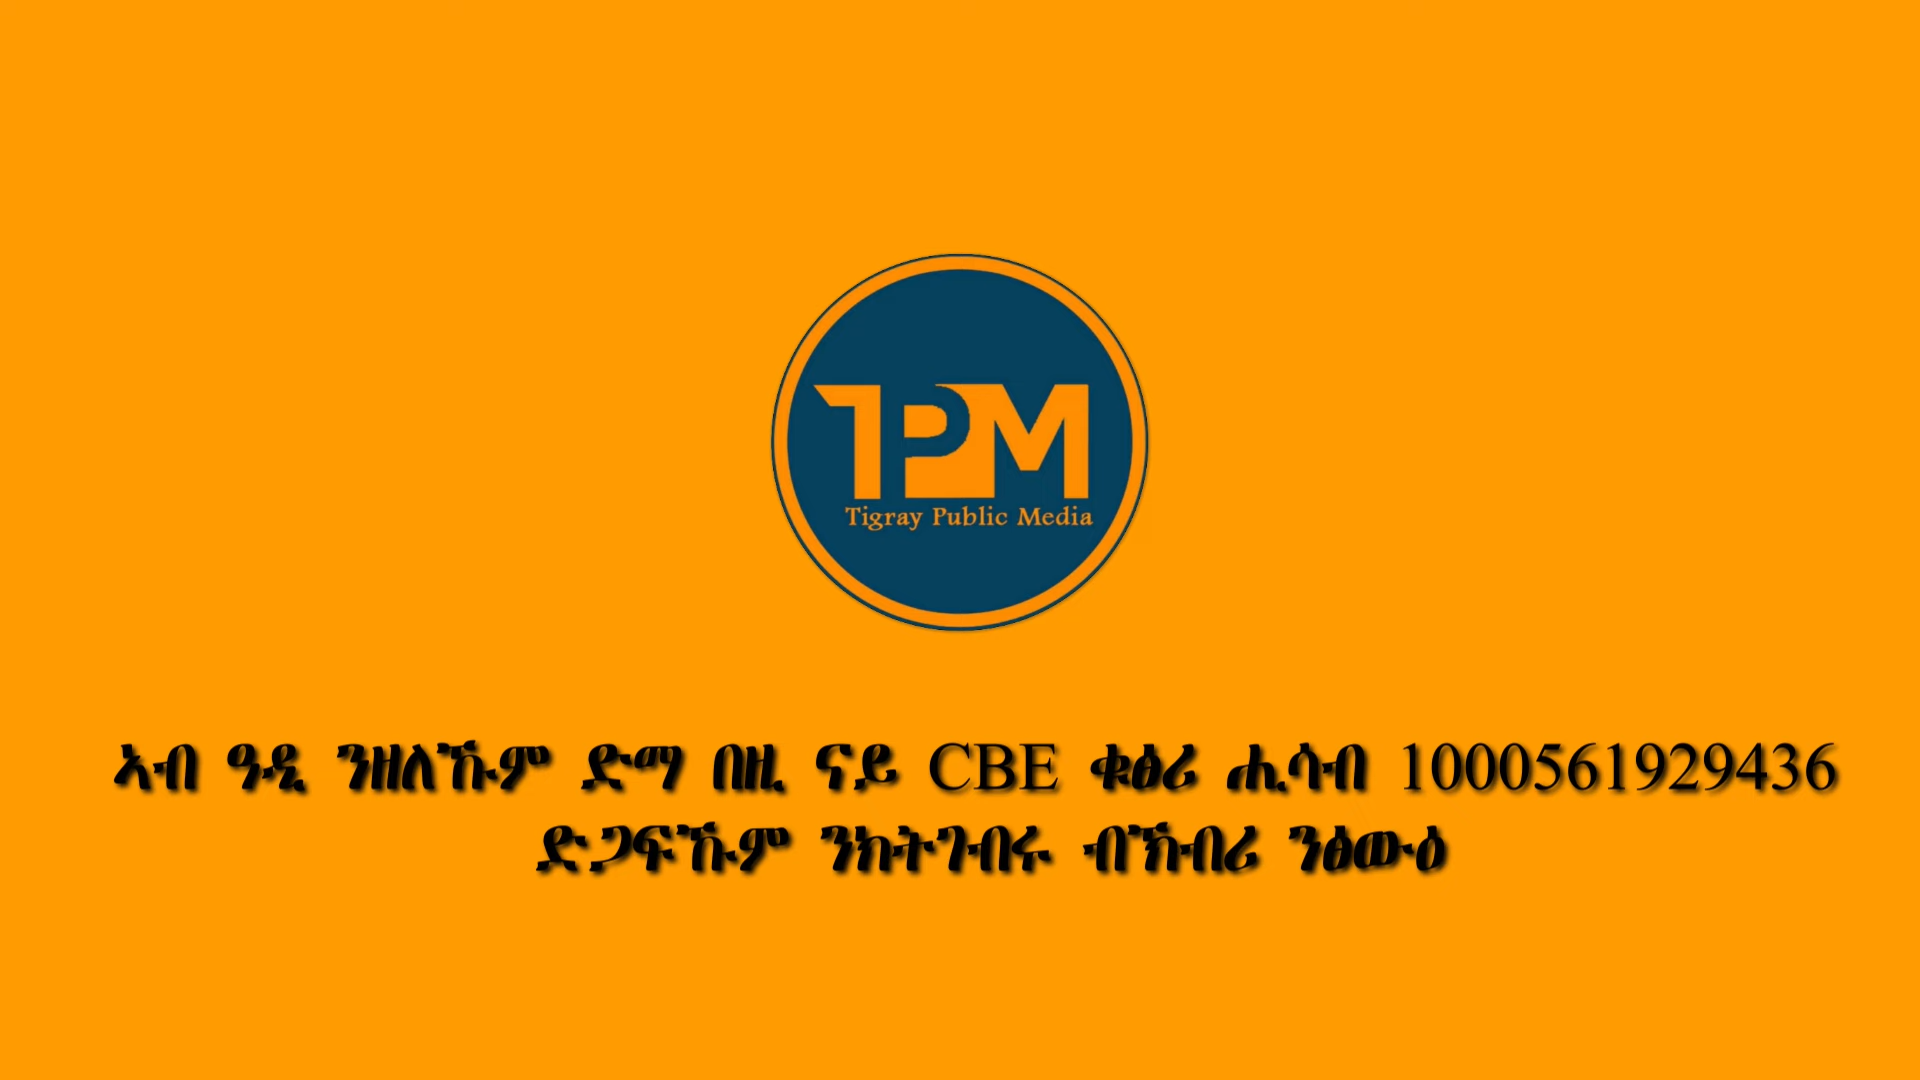 TPM
Tigray Public Media
ኣብ ዓዲ ንዘለኹም ድማ በዚ ናይ CBE ቁፅሪ ሒሳብ 1000561929436
ድጋፍኹም ንክትገብሩ ብኽብሪ ንፅውዕ